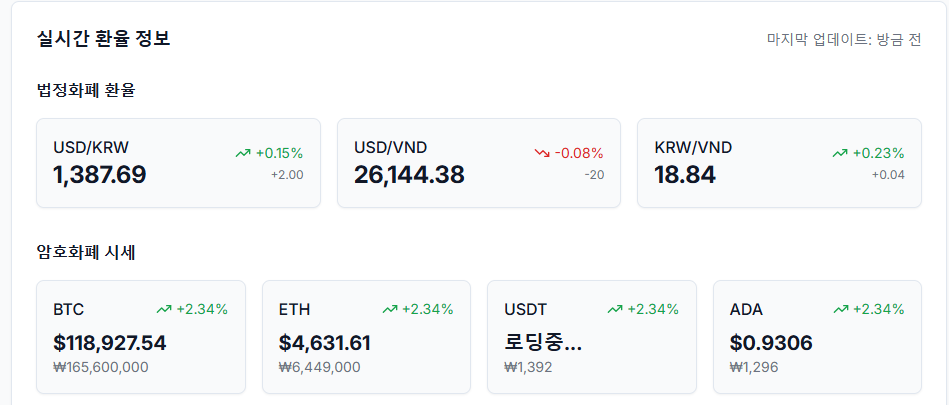 실시간 환율 정보
마지막 업데이트: 방금 전
법정화폐 환율
USD/KRW
+0.15%
1,387.69
+2.00
USD/VND
-0.08%
26,144.38
-20
KRW/VND
+0.23%
18.84
+0.04
암호화폐 시세
BTC
+2.34%
$118,927.54
₩165,600,000
ETH
+2.34%
$4,631.61
₩6,449,000
USDT
+2.34%
로딩중...
₩1,392
ADA
+2.34%
$0.9306
₩1,296